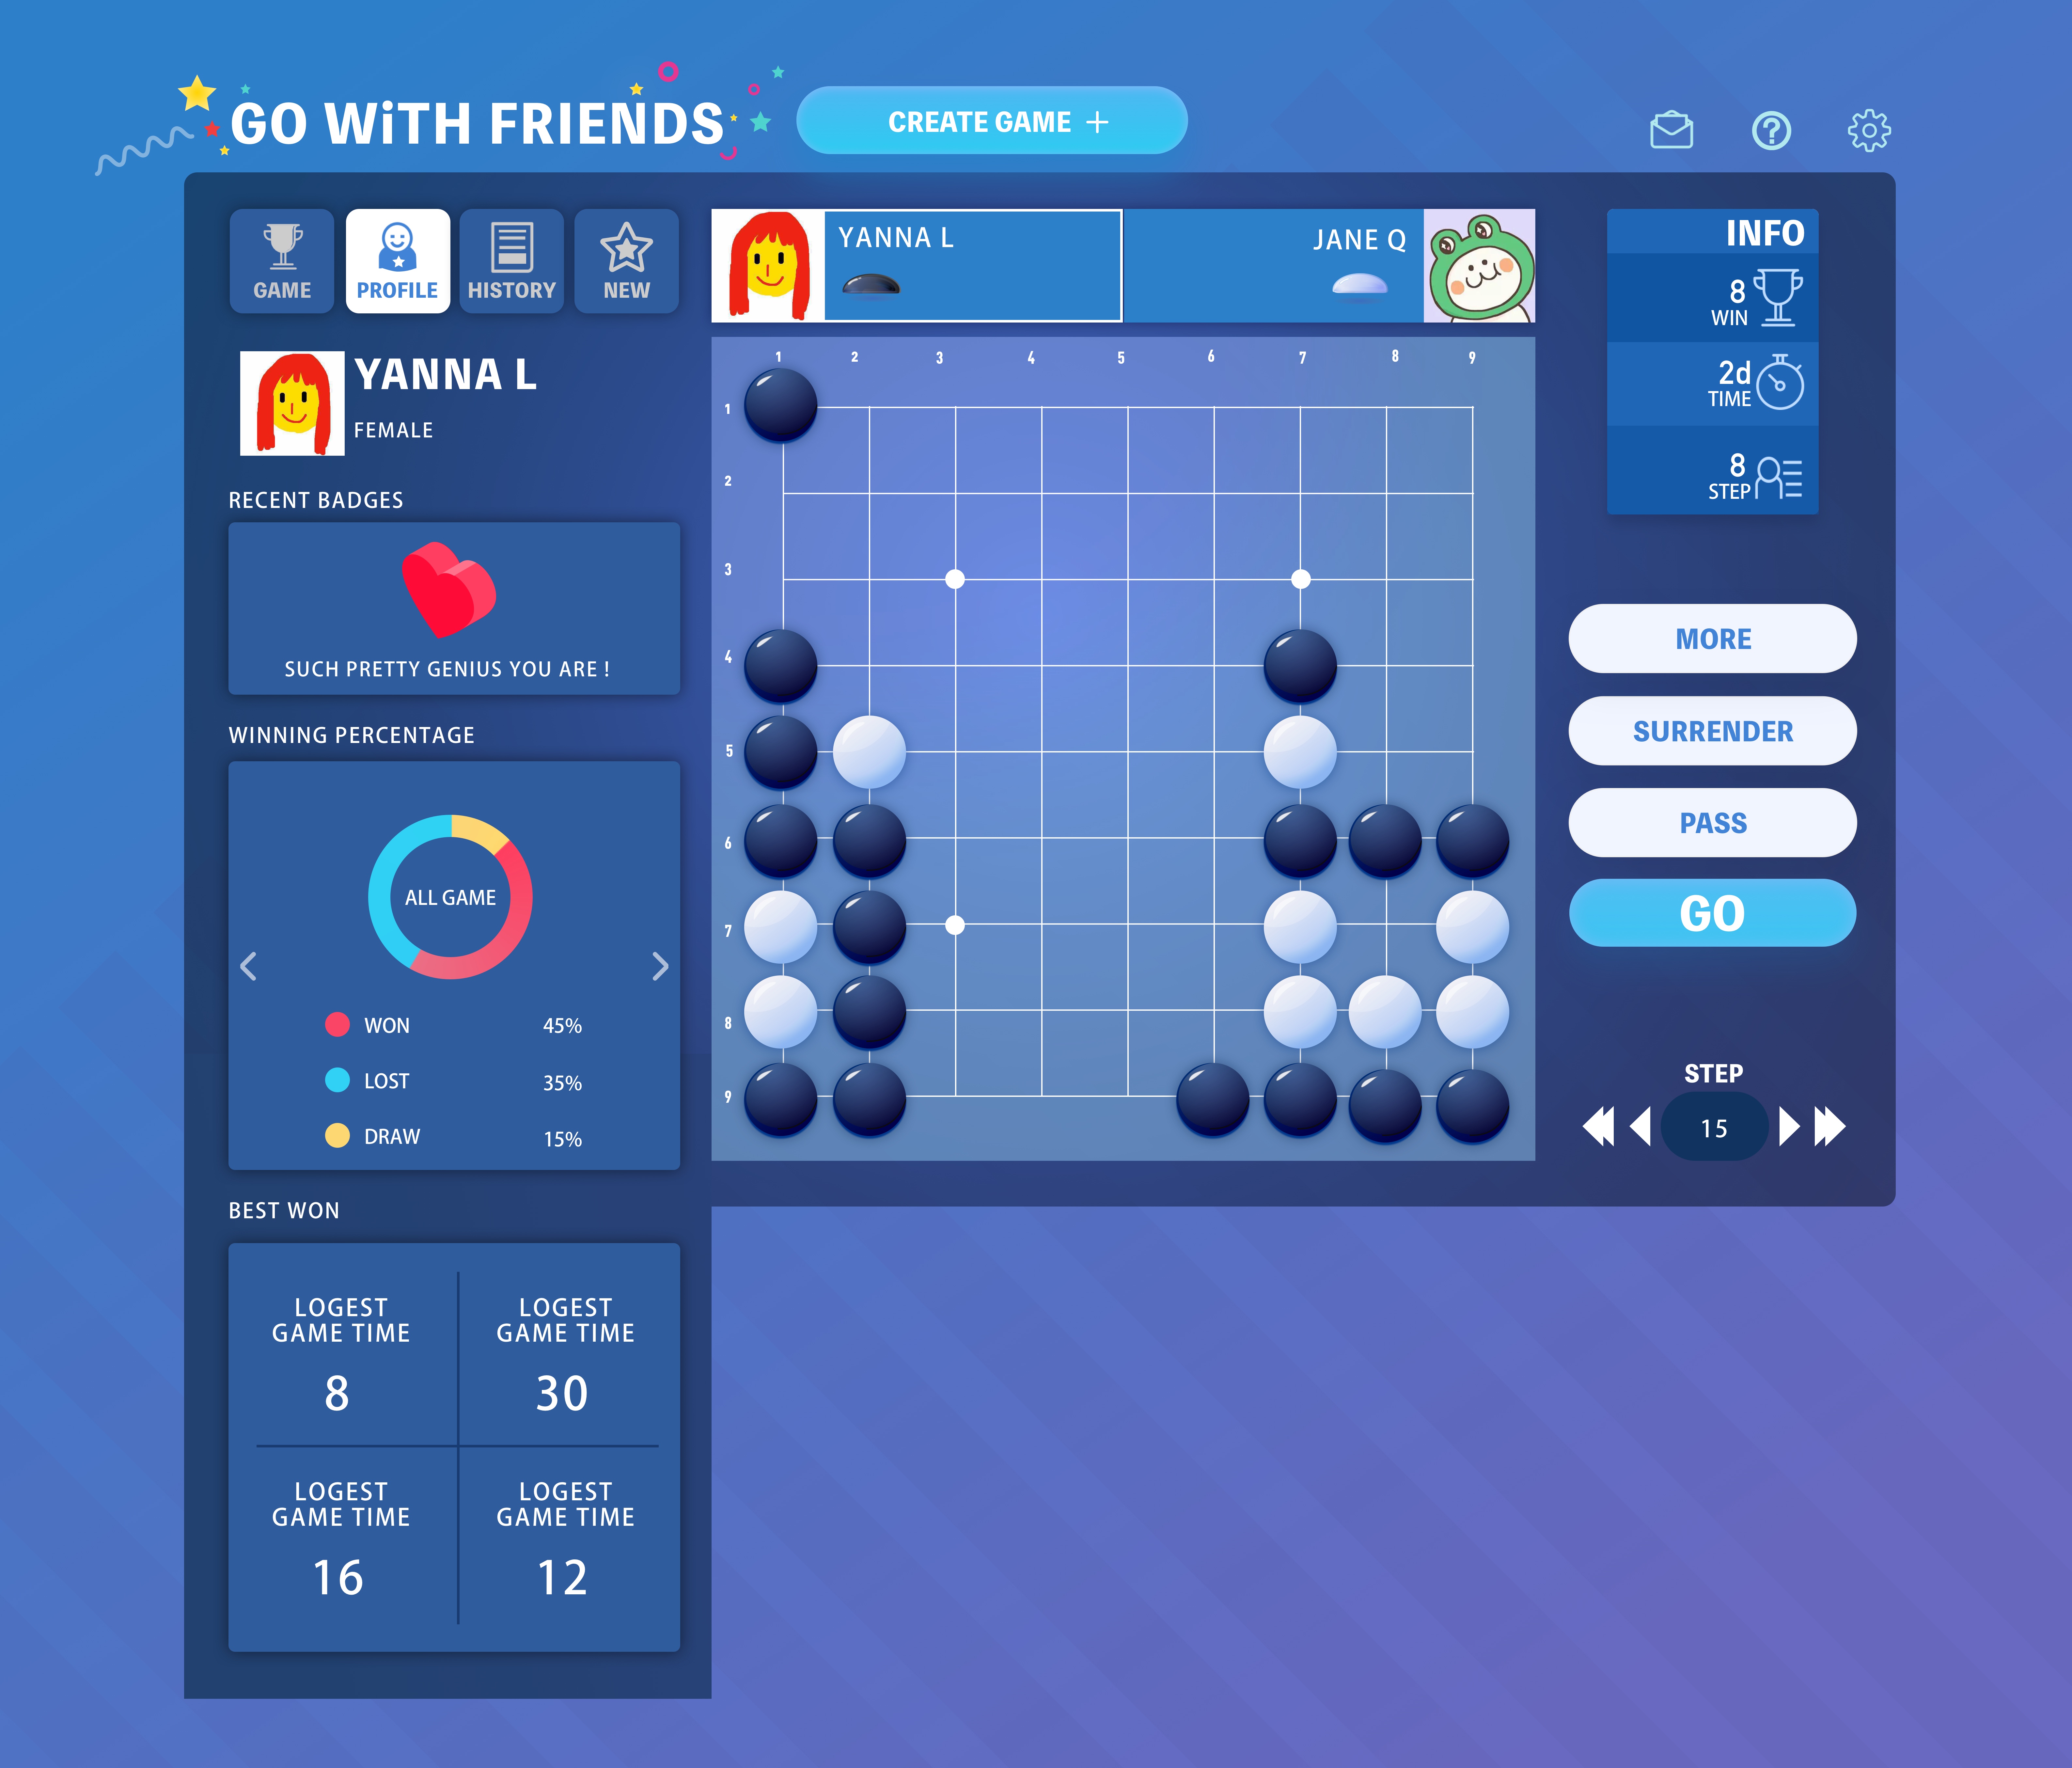 GO WiTH FRIENDS
CREATE GAME +
GAME
PROFILE
HISTORY
NEW
YANNA L
JANE Q
INFO
8
WIN
2d
TIME
8
STEP
YANNA L
FEMALE
RECENT BADGES
SUCH PRETTY GENIUS YOU ARE !
WINNING PERCENTAGE
ALL GAME
WON 45%
LOST 35%
DRAW 15%
BEST WON
LOGEST
GAME TIME
8
LOGEST
GAME TIME
30
LOGEST
GAME TIME
16
LOGEST
GAME TIME
12
1 2 3 4 5 6 7 8 9
1
2
3
4
5
6
7
8
9
MORE
SURRENDER
PASS
GO
STEP
15